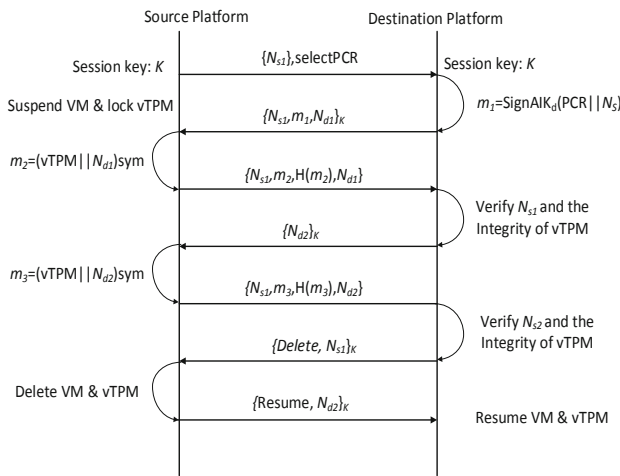 Source Platform
Destination Platform
Session key: K
{Ns1},selectPCR
Session key: K
Suspend VM & lock vTPM
m1=SignAIKd(PCR||Ns)
{Ns1,m1,Nd1}K
m2=(vTPM||Nd1)sym
{Ns1,m2,H(m2),Nd1}
Verify Ns1 and the
Integrity of vTPM
{Nd2}K
m3=(vTPM||Nd2)sym
{Ns1,m3,H(m3),Nd2}
Verify Ns2 and the
Integrity of vTPM
{Delete, Ns1}K
Delete VM & vTPM
{Resume, Nd2}K
Resume VM & vTPM